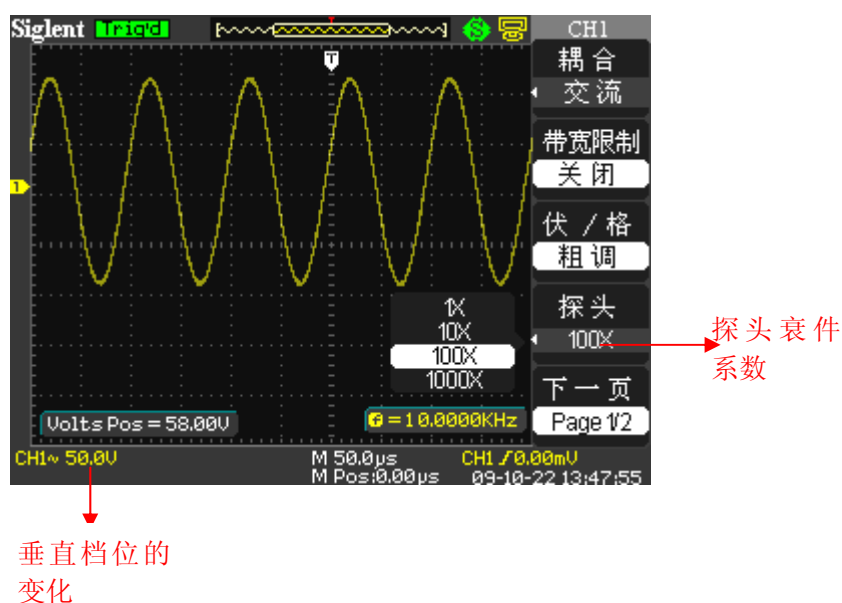 Siglent Trig'd T S CH1
耦合
交流
带宽限制
关闭
1
伏/格
粗调
1X
10X
100X
1000X
探头
100X
探头衰件
系数
下一页
Page 1/2
Volts Pos = 58.00V
f = 10.0000KHz
CH1~ 50.0V
M 50.0μs
CH1 0.00mV
M Pos:0.00μs
09-10-22 13:47:55
垂直档位的
变化